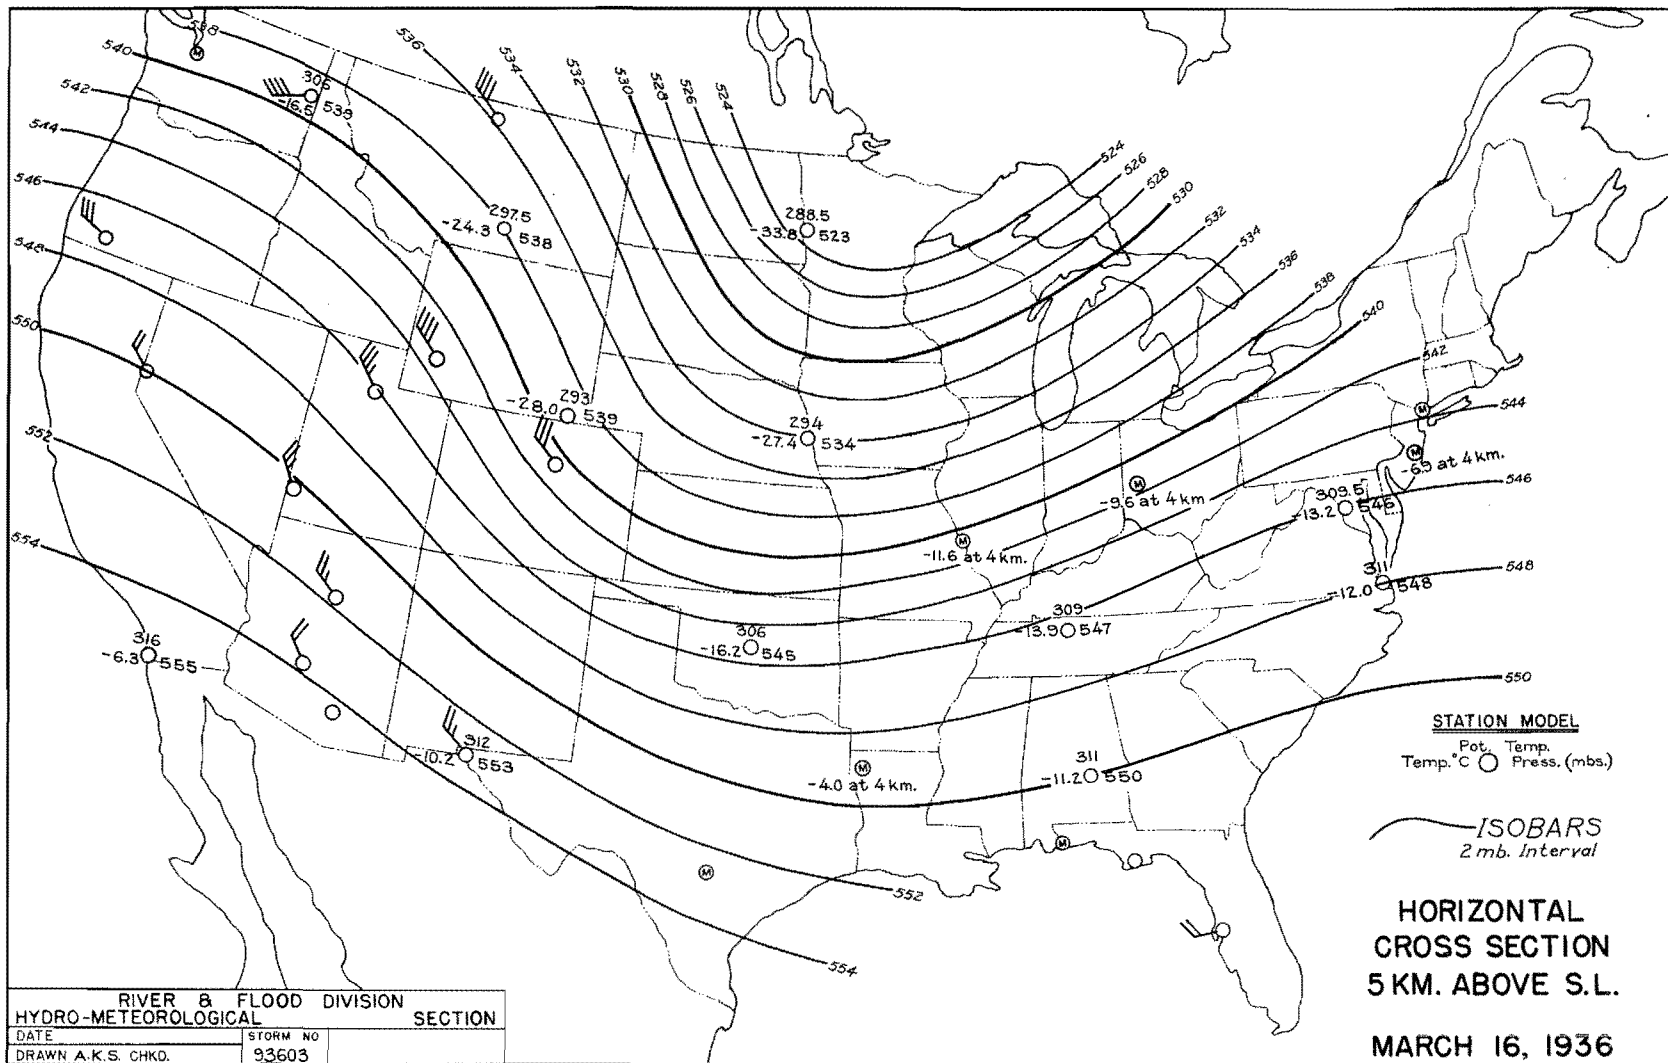 538
540
542
544
546
548
550
552
554
536
534
532
530
528
526
524
M
306
-16.5 539
297.5
-24.3 538
288.5
-33.8 523
524
526
528
530
532
534
536
538
540
542
544
546
548
550
552
554
293
-28.0 539
294
-27.4 534
M
M
-6.9 at 4 km.
M
-9.6 at 4 km
309.5
-13.2 546
M
-11.6 at 4 km.
311
-12.0 548
309
-13.9 547
306
-16.2 545
316
-6.3 555
312
-10.2 553
M
-4.0 at 4 km.
311
-11.2 550
M
M
STATION MODEL
Pot. Temp.
Temp. °C Press. (mbs.)
ISOBARS
2 mb. Interval
HORIZONTAL
CROSS SECTION
5 KM. ABOVE S.L.
MARCH 16, 1936
RIVER & FLOOD DIVISION
HYDRO-METEOROLOGICAL SECTION
DATE STORM NO
DRAWN A.K.S. CHKD. 93603